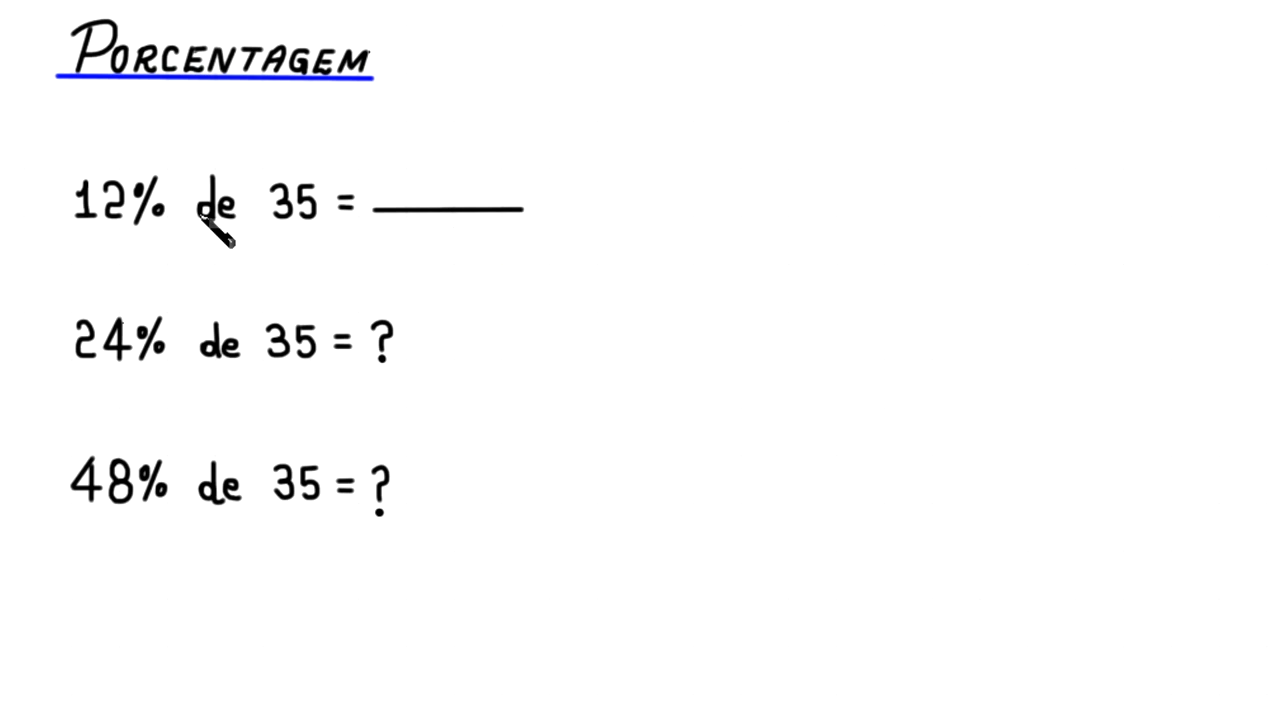 PORCENTAGEM
12% de 35 = ______
24% de 35 = ?
48% de 35 = ?